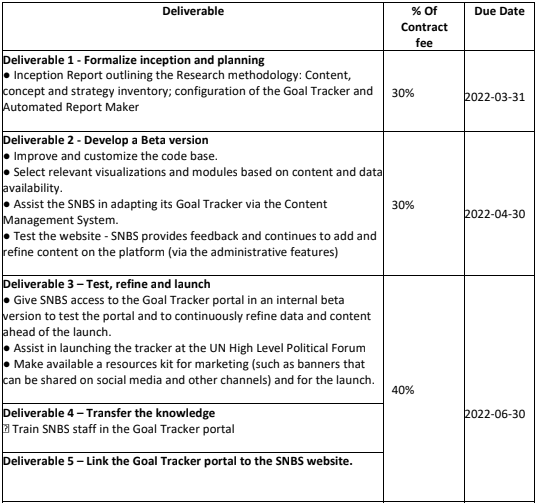 Deliverable
% Of
Contract
fee
Due Date
Deliverable 1 - Formalize inception and planning
● Inception Report outlining the Research methodology: Content,
concept and strategy inventory; configuration of the Goal Tracker and
Automated Report Maker
30%
2022-03-31
Deliverable 2 - Develop a Beta version
● Improve and customize the code base.
● Select relevant visualizations and modules based on content and data
availability.
● Assist the SNBS in adapting its Goal Tracker via the Content
Management System.
● Test the website - SNBS provides feedback and continues to add and
refine content on the platform (via the administrative features)
30%
2022-04-30
Deliverable 3 – Test, refine and launch
● Give SNBS access to the Goal Tracker portal in an internal beta
version to test the portal and to continuously refine data and content
ahead of the launch.
● Assist in launching the tracker at the UN High Level Political Forum
● Make available a resources kit for marketing (such as banners that
can be shared on social media and other channels) and for the launch.
40%
2022-06-30
Deliverable 4 – Transfer the knowledge
⍰ Train SNBS staff in the Goal Tracker portal
Deliverable 5 – Link the Goal Tracker portal to the SNBS website.